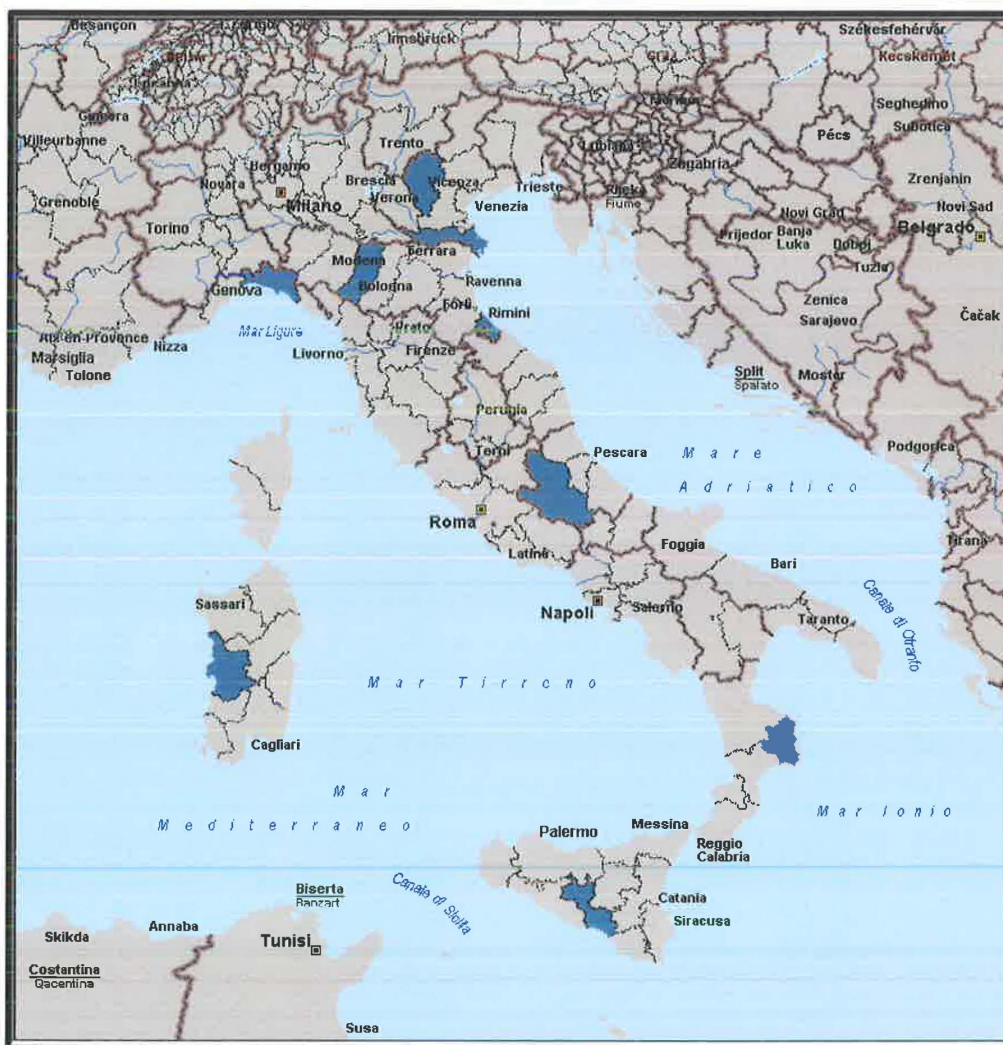 Besançon
Innsbruck
Graz
Székesfehérvár
Kecskemét
Ginevra
Villeurbanne
Trento
Maribor
Lubiana
Zagabria
Pécs
Seghedino
Subotica
Zrenjanin
Novi Sad
Bergamo
Novara
Milano
Brescia
Verona
Vicenza
Venezia
Trieste
Rijeka
Fiume
Grenoble
Torino
Novi Grad
Prijedor
Banja
Luka
Doboj
Belgrado
Tuzla
Ferrara
Modena
Bologna
Ravenna
Genova
Forlì
Rimini
Zenica
Sarajevo
Čačak
Aix-en-Provence
Marsiglia
Tolone
Nizza
Mar Ligure
Livorno
Prato
Firenze
Split
Spalato
Mostar
Perugia
Terni
Pescara
Mare
Adriatico
Podgorica
Roma
Latina
Foggia
Bari
Tirana
Canale di Otranto
Sassari
Napoli
Salerno
Taranto
Mar Tirreno
Cagliari
Mar
Mediterraneo
Mar Ionio
Palermo
Messina
Reggio
Calabria
Canale di Sicilia
Catania
Siracusa
Biserta
Banzart
Skikda
Annaba
Tunisi
Costantina
Qacentina
Susa